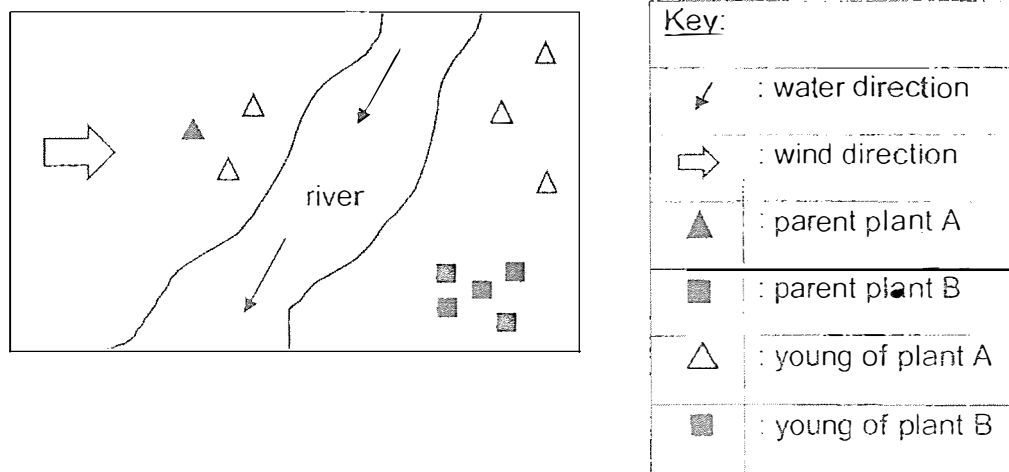 river
Key:
: water direction
: wind direction
: parent plant A
: parent plant B
: young of plant A
: young of plant B